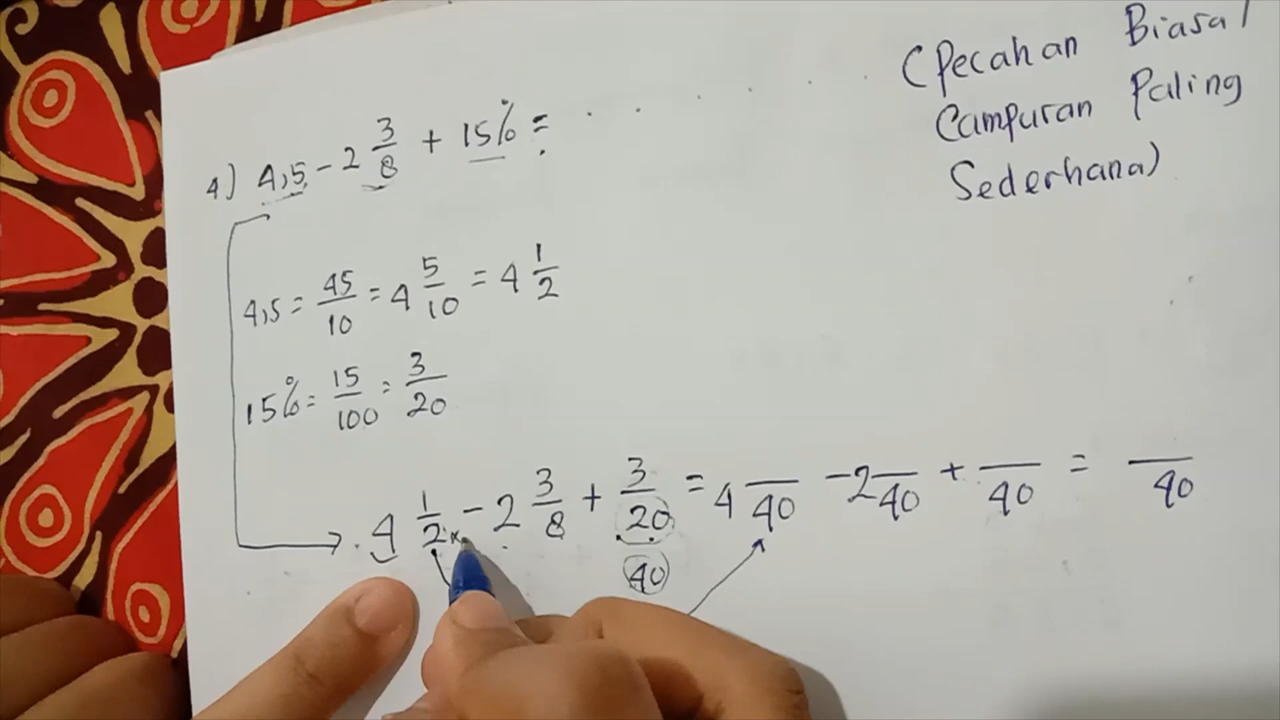 4) 4,5 - 2 3/8 + 15% = . . . . . .
(Pecahan Biasa/
Campuran Paling
Sederhana)
4,5 = 45/10 = 4 5/10 = 4 1/2
15% = 15/100 = 3/20
4 1/2 x - 2 3/8 + 3/20 = 4 /40 - 2 /40 + /40 = /40
40